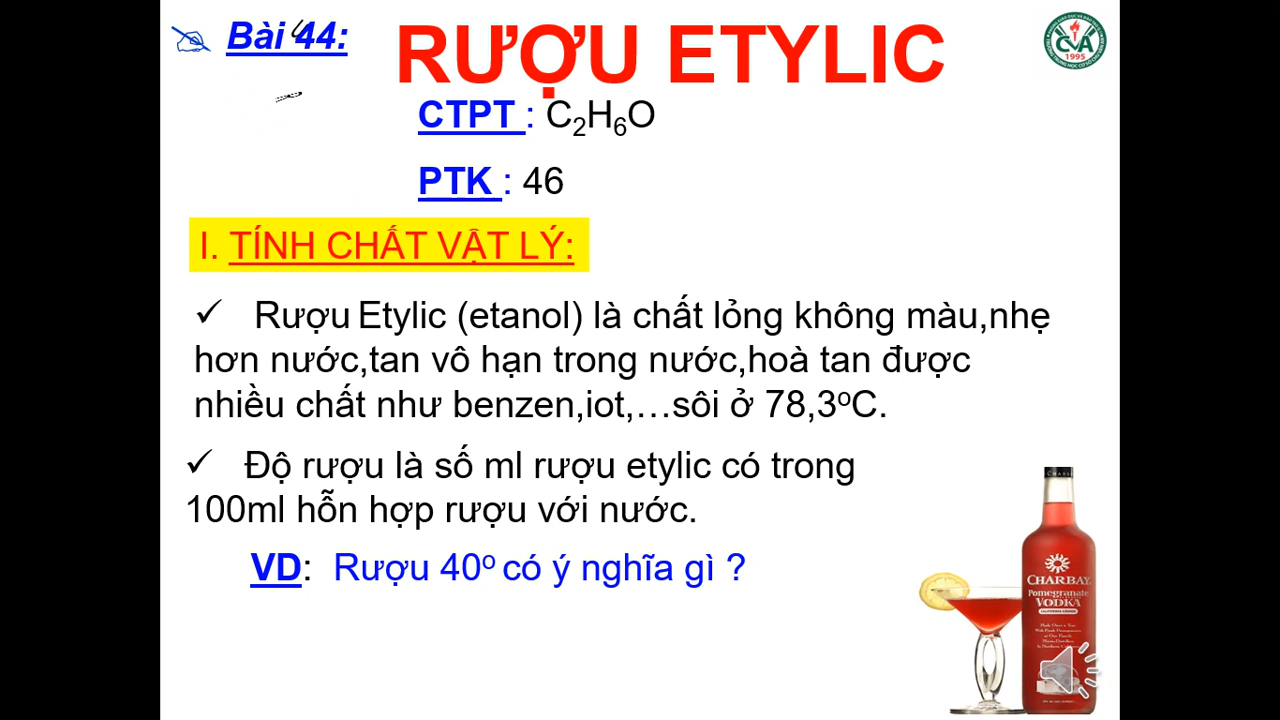 Bài 44:
RƯỢU ETYLIC
CVA
1995
CTPT : C₂H₆O
PTK : 46
I. TÍNH CHẤT VẬT LÝ:
✓ Rượu Etylic (etanol) là chất lỏng không màu,nhẹ
hơn nước,tan vô hạn trong nước,hoà tan được
nhiều chất như benzen,iot,…sôi ở 78,3ᵒC.
✓ Độ rượu là số ml rượu etylic có trong
100ml hỗn hợp rượu với nước.
VD: Rượu 40ᵒ có ý nghĩa gì ?
CHARBAY
Pomegranate
VODKA